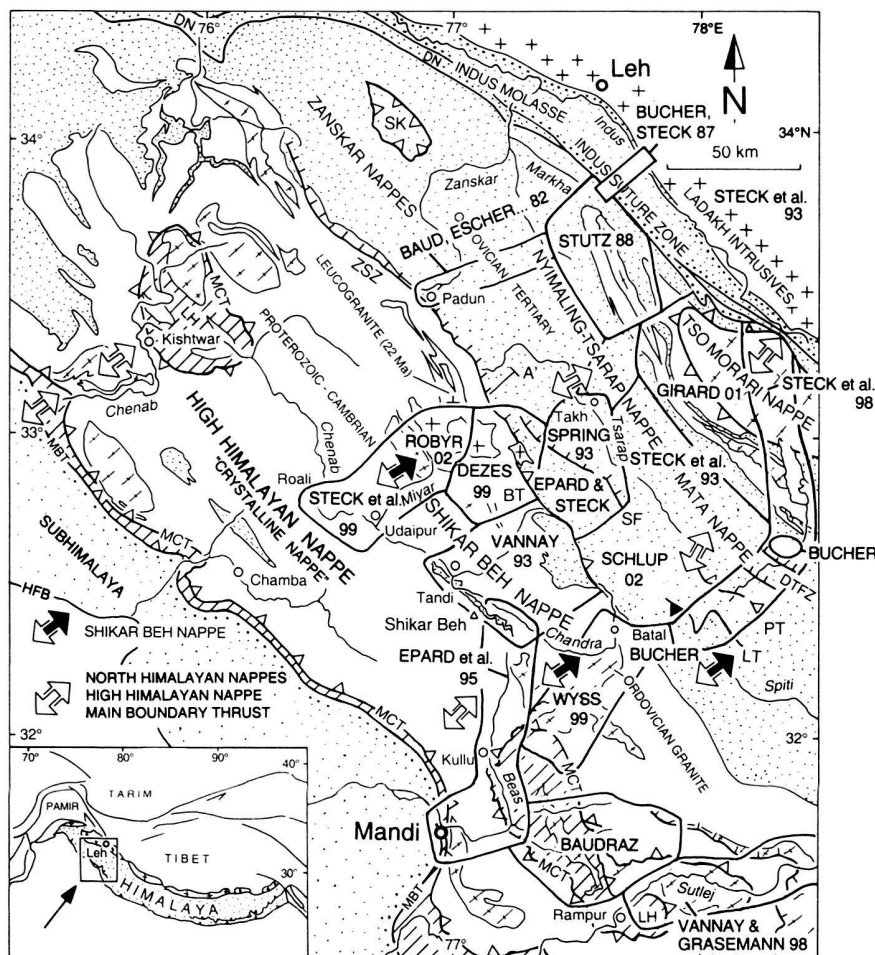 DN
76°
77°
78°E
DN
INDUS MOLASSE
Leh
N
Indus
BUCHER,
STECK 87
34°
34°N
50 km
ZANSKAR NAPPES
SK
INDUS SUTURE ZONE
Zanskar
Markha
STECK et al.
93
LADAKH INTRUSIVES
BAUD, ESCHER 82
OVICIAN
STUTZ 88
ZSZ
Padun
TERTIARY
NYIMALING-TSARAP NAPPE
LEUCOGRANITE (22 Ma)
MCT
LH
Kishtwar
PROTEROZOIC-CAMBRIAN
S
TSO MORARI NAPPE
GIRARD 01
STECK et al.
98
A'
Chenab
HIGH HIMALAYAN NAPPE
"CRYSTALLINE NAPPE"
Chenab
33°
33°
Takh
Tsarap
SPRING
93
ROBYR
02
DEZES
99
STECK et al.
93
MBT
Roali
STECK et al.
99
Miyar
BT
EPARD &
STECK
MATA NAPPE
Udaipur
SF
SHIKAR BEH NAPPE
VANNAY
93
MCT
SUBHIMALAYA
Chamba
SCHLUP
02
BUCHER
DTFZ
HFB
Tandi
SHIKAR BEH NAPPE
Shikar Beh
Chandra
Batal
BUCHER
PT
LT
NORTH HIMALAYAN NAPPES
HIGH HIMALAYAN NAPPE
MAIN BOUNDARY THRUST
EPARD et al.
95
WYSS
99
Spiti
ORDOVICIAN GRANITE
MCT
32°
32°
Kullu
Beas
MCT
70°
80°
90°
40°
TARIM
PAMIR
Leh
TIBET
30°
HIMALAYA
Mandi
BAUDRAZ
MCT
MBT
Rampur
LH
Sutlej
VANNAY &
GRASEMANN 98
77°